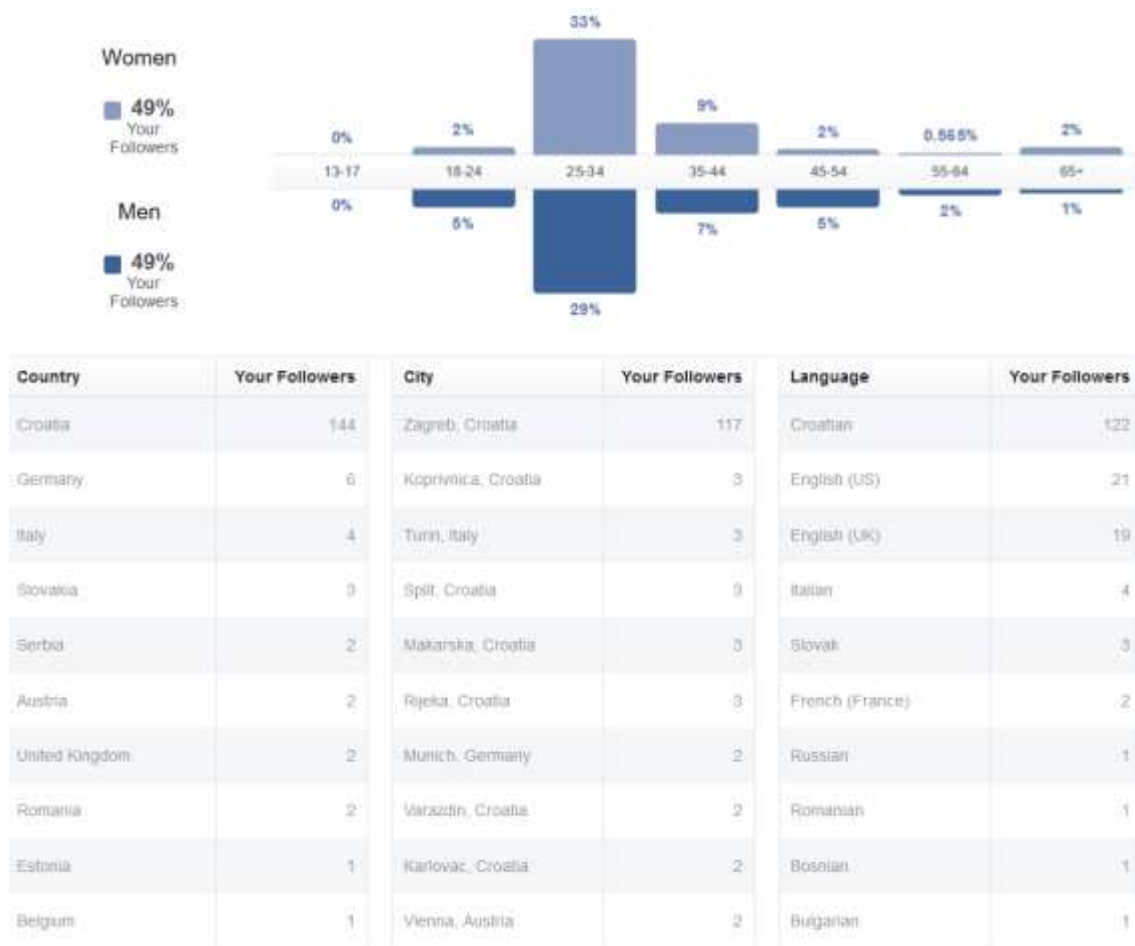 33%
Women
49%
Your
Followers
0%
2%
9%
2%
0.565%
2%
13-17
18-24
25-34
35-44
45-54
55-64
65+
Men
49%
Your
Followers
0%
5%
29%
7%
5%
2%
1%
Country Your Followers
Croatia 144
Germany 6
Italy 4
Slovakia 3
Serbia 2
Austria 2
United Kingdom 2
Romania 2
Estonia 1
Belgium 1
City Your Followers
Zagreb, Croatia 117
Koprivnica, Croatia 3
Turin, Italy 3
Split, Croatia 3
Makarska, Croatia 3
Rijeka, Croatia 3
Munich, Germany 2
Varazdin, Croatia 2
Karlovac, Croatia 2
Vienna, Austria 2
Language Your Followers
Croatian 122
English (US) 21
English (UK) 19
Italian 4
Slovak 3
French (France) 2
Russian 1
Romanian 1
Bosnian 1
Bulgarian 1